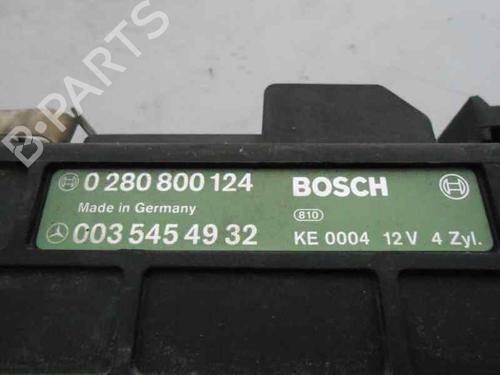 B-PARTS
0 280 800 124 BOSCH
Made in Germany 810
003 545 49 32 KE 0004 12 V 4 Zyl.